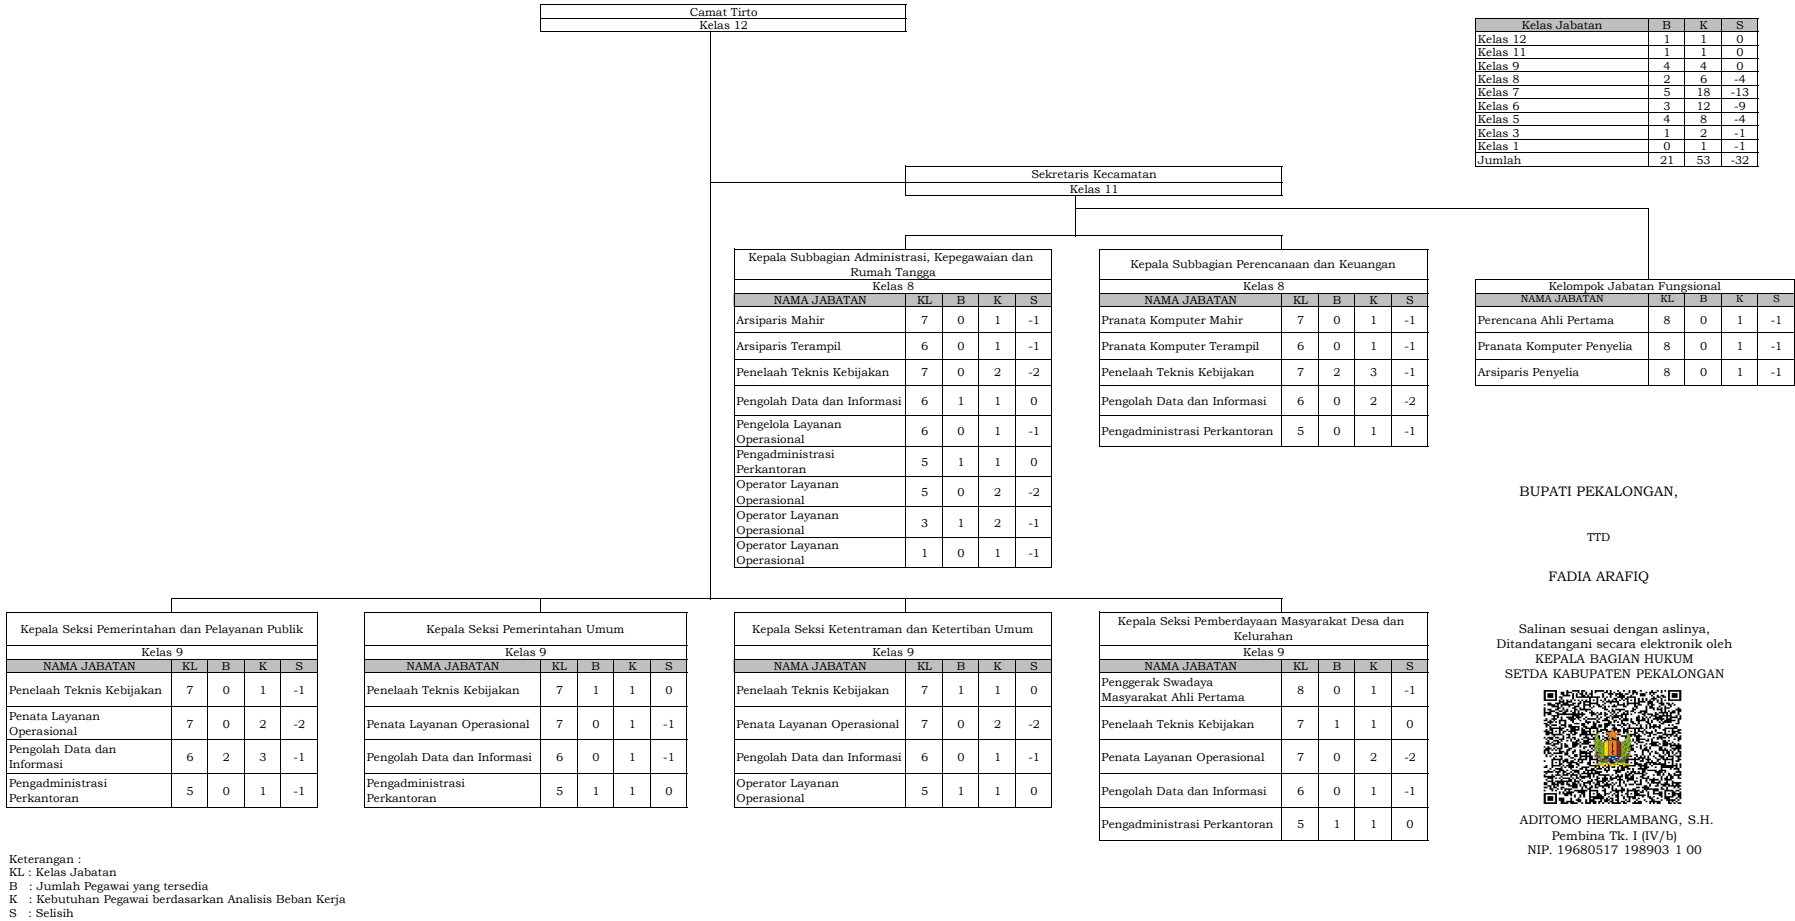 Camat Tirto
Kelas 12
Kelas Jabatan B K S
Kelas 12 1 1 0
Kelas 11 1 1 0
Kelas 9 4 4 0
Kelas 8 2 6 -4
Kelas 7 5 18 -13
Kelas 6 3 12 -9
Kelas 5 4 8 -4
Kelas 3 1 2 -1
Kelas 1 0 1 -1
Jumlah 21 53 -32
Sekretaris Kecamatan
Kelas 11
Kepala Subbagian Administrasi, Kepegawaian dan
Rumah Tangga
Kelas 8
NAMA JABATAN KL B K S
Arsiparis Mahir 7 0 1 -1
Arsiparis Terampil 6 0 1 -1
Penelaah Teknis Kebijakan 7 0 2 -2
Pengolah Data dan Informasi 6 1 1 0
Pengelola Layanan
Operasional 6 0 1 -1
Pengadministrasi
Perkantoran 5 1 1 0
Operator Layanan
Operasional 5 0 2 -2
Operator Layanan
Operasional 3 1 2 -1
Operator Layanan
Operasional 1 0 1 -1
Kepala Subbagian Perencanaan dan Keuangan
Kelas 8
NAMA JABATAN KL B K S
Pranata Komputer Mahir 7 0 1 -1
Pranata Komputer Terampil 6 0 1 -1
Penelaah Teknis Kebijakan 7 2 3 -1
Pengolah Data dan Informasi 6 0 2 -2
Pengadministrasi Perkantoran 5 0 1 -1
Kelompok Jabatan Fungsional
NAMA JABATAN KL B K S
Perencana Ahli Pertama 8 0 1 -1
Pranata Komputer Penyelia 8 0 1 -1
Arsiparis Penyelia 8 0 1 -1
BUPATI PEKALONGAN,
TTD
FADIA ARAFIQ
Kepala Seksi Pemerintahan dan Pelayanan Publik
Kelas 9
NAMA JABATAN KL B K S
Penelaah Teknis Kebijakan 7 0 1 -1
Penata Layanan
Operasional 7 0 2 -2
Pengolah Data dan
Informasi 6 2 3 -1
Pengadministrasi
Perkantoran 5 0 1 -1
Kepala Seksi Pemerintahan Umum
Kelas 9
NAMA JABATAN KL B K S
Penelaah Teknis Kebijakan 7 1 1 0
Penata Layanan Operasional 7 0 1 -1
Pengolah Data dan Informasi 6 0 1 -1
Pengadministrasi
Perkantoran 5 1 1 0
Kepala Seksi Ketentraman dan Ketertiban Umum
Kelas 9
NAMA JABATAN KL B K S
Penelaah Teknis Kebijakan 7 1 1 0
Penata Layanan Operasional 7 0 2 -2
Pengolah Data dan Informasi 6 0 1 -1
Operator Layanan
Operasional 5 1 1 0
Kepala Seksi Pemberdayaan Masyarakat Desa dan
Kelurahan
Kelas 9
NAMA JABATAN KL B K S
Penggerak Swadaya
Masyarakat Ahli Pertama 8 0 1 -1
Penelaah Teknis Kebijakan 7 1 1 0
Penata Layanan Operasional 7 0 2 -2
Pengolah Data dan Informasi 6 0 1 -1
Pengadministrasi Perkantoran 5 1 1 0
Salinan sesuai dengan aslinya,
Ditandatangani secara elektronik oleh
KEPALA BAGIAN HUKUM
SETDA KABUPATEN PEKALONGAN
ADITOMO HERLAMBANG, S.H.
Pembina Tk. I (IV/b)
NIP. 19680517 198903 1 00
Keterangan :
KL : Kelas Jabatan
B : Jumlah Pegawai yang tersedia
K : Kebutuhan Pegawai berdasarkan Analisis Beban Kerja
S : Selisih